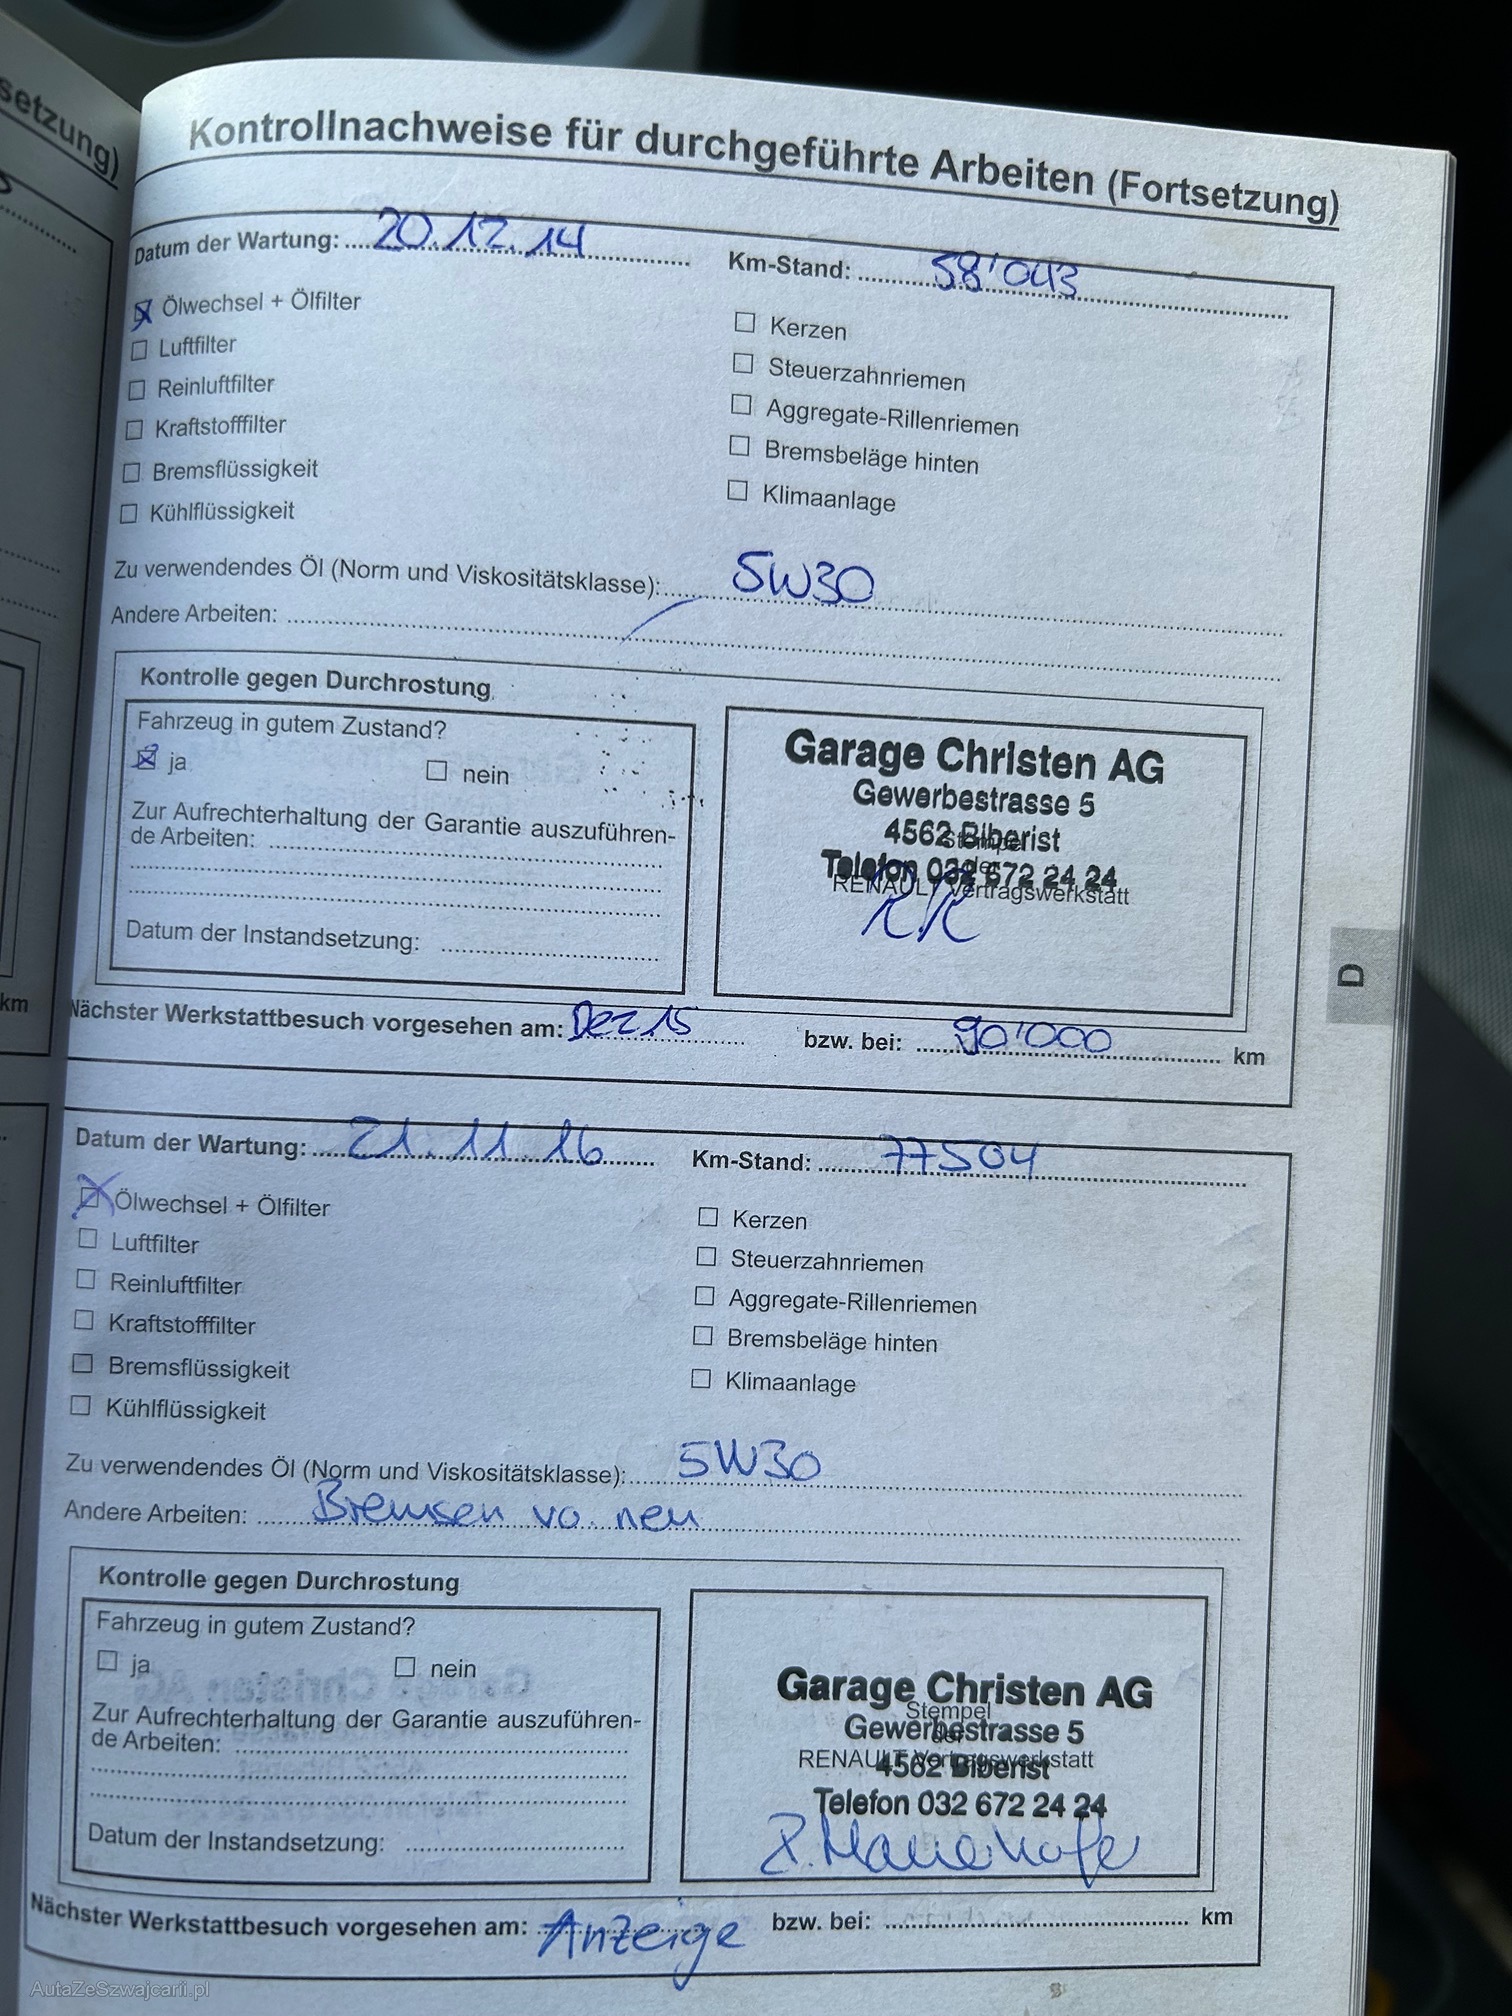 setzung)
Kontrollnachweise für durchgeführte Arbeiten (Fortsetzung)
Datum der Wartung: 20.12.14 Km-Stand: 58'043
Ölwechsel + Ölfilter
Luftfilter
Reinluftfilter
Kraftstofffilter
Bremsflüssigkeit
Kühlflüssigkeit
Kerzen
Steuerzahnriemen
Aggregate-Rillenriemen
Bremsbeläge hinten
Klimaanlage
Zu verwendendes Öl (Norm und Viskositätsklasse): 5W30
Andere Arbeiten:
Kontrolle gegen Durchrostung
Fahrzeug in gutem Zustand?
ja nein
Zur Aufrechterhaltung der Garantie auszuführen-
de Arbeiten:
Datum der Instandsetzung:
Garage Christen AG
Gewerbestrasse 5
4562 Biberist
Telefon 032 672 24 24
Stempel
der
RENAULT Vertragswerkstatt
Nächster Werkstattbesuch vorgesehen am: Dez 15 bzw. bei: 90'000 km
km
D
Datum der Wartung: 21.11.16 Km-Stand: 77504
Ölwechsel + Ölfilter
Luftfilter
Reinluftfilter
Kraftstofffilter
Bremsflüssigkeit
Kühlflüssigkeit
Kerzen
Steuerzahnriemen
Aggregate-Rillenriemen
Bremsbeläge hinten
Klimaanlage
Zu verwendendes Öl (Norm und Viskositätsklasse): 5W30
Andere Arbeiten: Bremsen vo. neu
Kontrolle gegen Durchrostung
Fahrzeug in gutem Zustand?
ja nein
Zur Aufrechterhaltung der Garantie auszuführen-
de Arbeiten:
Datum der Instandsetzung:
Garage Christen AG
Gewerbestrasse 5
4562 Biberist
Telefon 032 672 24 24
Stempel
der
RENAULT Vertragswerkstatt
Nächster Werkstattbesuch vorgesehen am: Anzeige bzw. bei: km
AutaZeSzwajcarii.pl